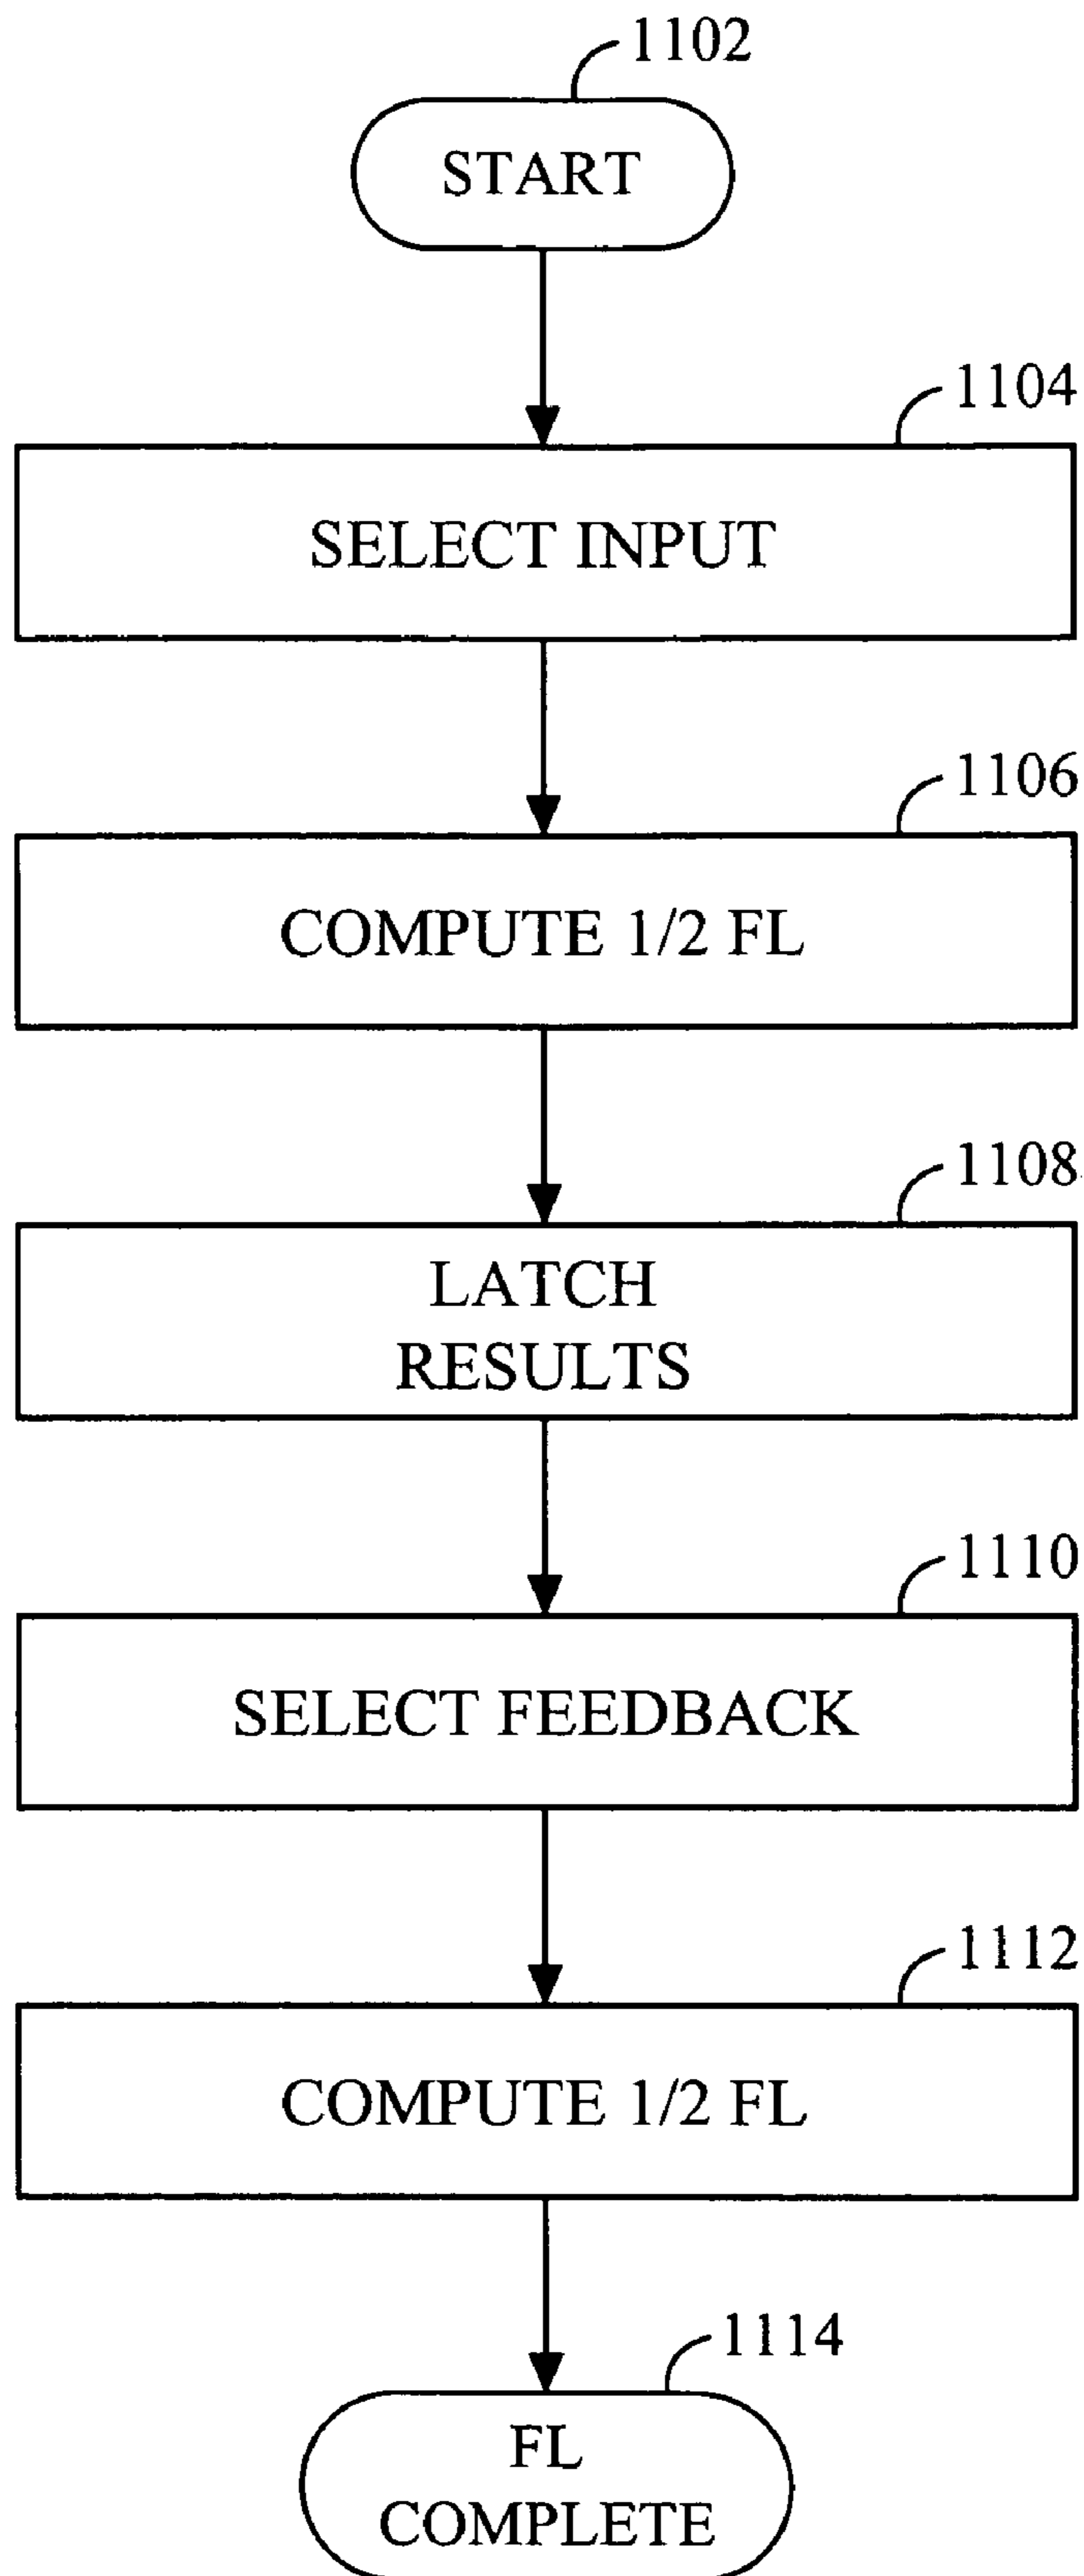 1102
START
1104
SELECT INPUT
1106
COMPUTE 1/2 FL
1108
LATCH
RESULTS
1110
SELECT FEEDBACK
1112
COMPUTE 1/2 FL
1114
FL
COMPLETE